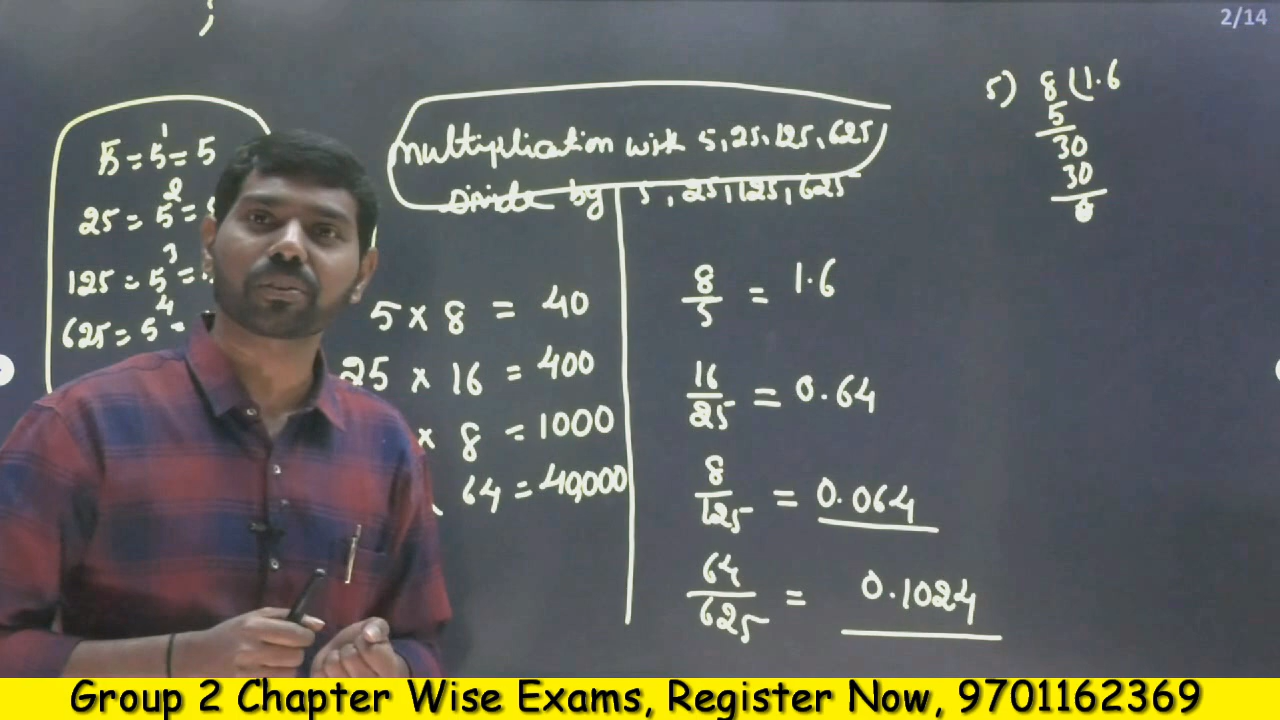 2/14
multiplication with 5, 25, 125, 625
Divide by 5, 25, 125, 625
5 = 5¹ = 5
25 = 5² =
125 = 5³ =
625 = 5⁴ =
5 × 8 = 40
25 × 16 = 400
× 8 = 1000
64 = 40,000
8/5 = 1.6
16/25 = 0.64
8/125 = 0.064
64/625 = 0.1024
5) 8 (1.6
5
30
30
0
Group 2 Chapter Wise Exams, Register Now, 9701162369